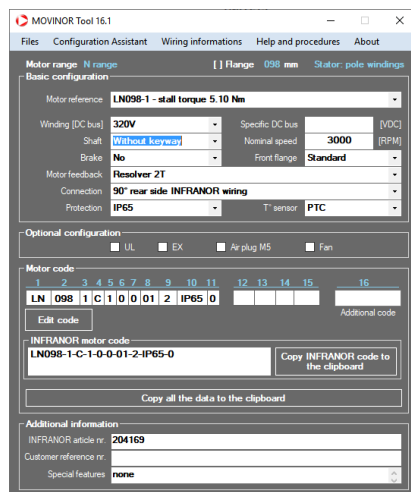 MOVINOR Tool 16.1
Files Configuration Assistant Wiring informations Help and procedures About
Motor range N range [ ] flange 098 mm Stator: pole windings
Basic configuration
Motor reference LN098-1 - stall torque 5.10 Nm
Winding [DC bus] 320V Specific DC bus [VDC]
Shaft Without keyway Nominal speed 3000 [RPM]
Brake No Front flange Standard
Motor feedback Resolver 2T
Connection 90° rear side INFRANOR wiring
Protection IP65 T° sensor PTC
Optional configuration
UL EX Air plug M5 Fan
Motor code
1 2 3 4 5 6 7 8 9 10 11 12 13 14 15 16
LN 098 1 C 1 0 0 01 2 IP65 0
Additional code
Edit code
INFRANOR motor code
LN098-1-C-1-0-0-01-2-IP65-0
Copy INFRANOR code to
the clipboard
Copy all the data to the clipboard
Additional information
INFRANOR article nr. 204169
Customer reference nr.
Special features none